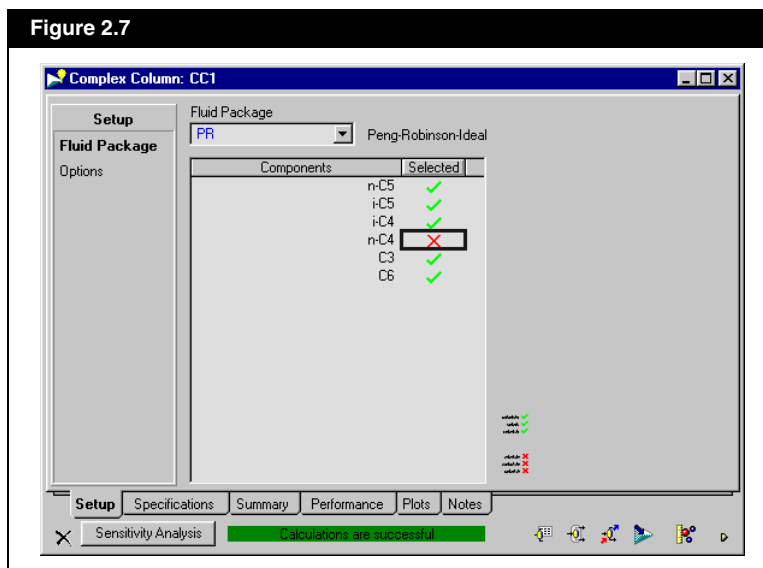 Figure 2.7
Complex Column: CC1
Setup
Fluid Package
Options
Fluid Package
PR
Peng-Robinson-Ideal
Components Selected
n-C5
i-C5
i-C4
n-C4
C3
C6
Setup Specifications Summary Performance Plots Notes
Sensitivity Analysis Calculations are successful